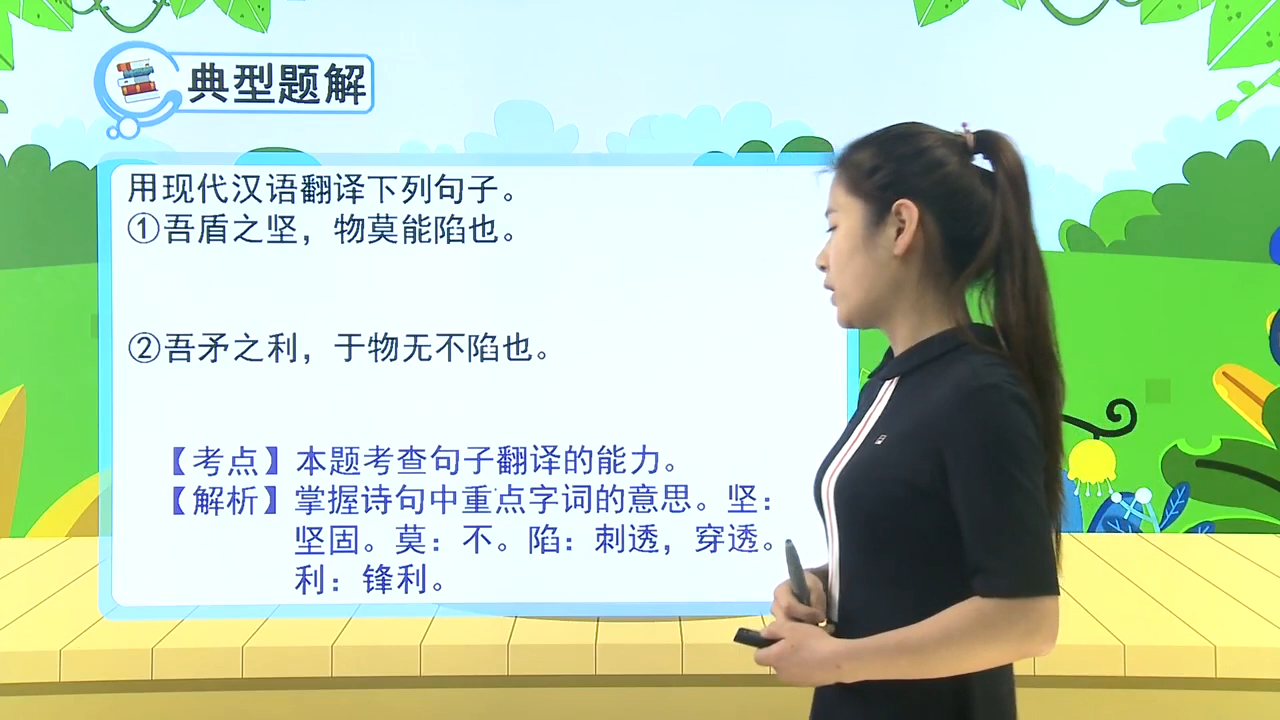 典型题解
用现代汉语翻译下列句子。
①吾盾之坚，物莫能陷也。
②吾矛之利，于物无不陷也。
【考点】本题考查句子翻译的能力。
【解析】掌握诗句中重点字词的意思。坚：
坚固。莫：不。陷：刺透，穿透。
利：锋利。